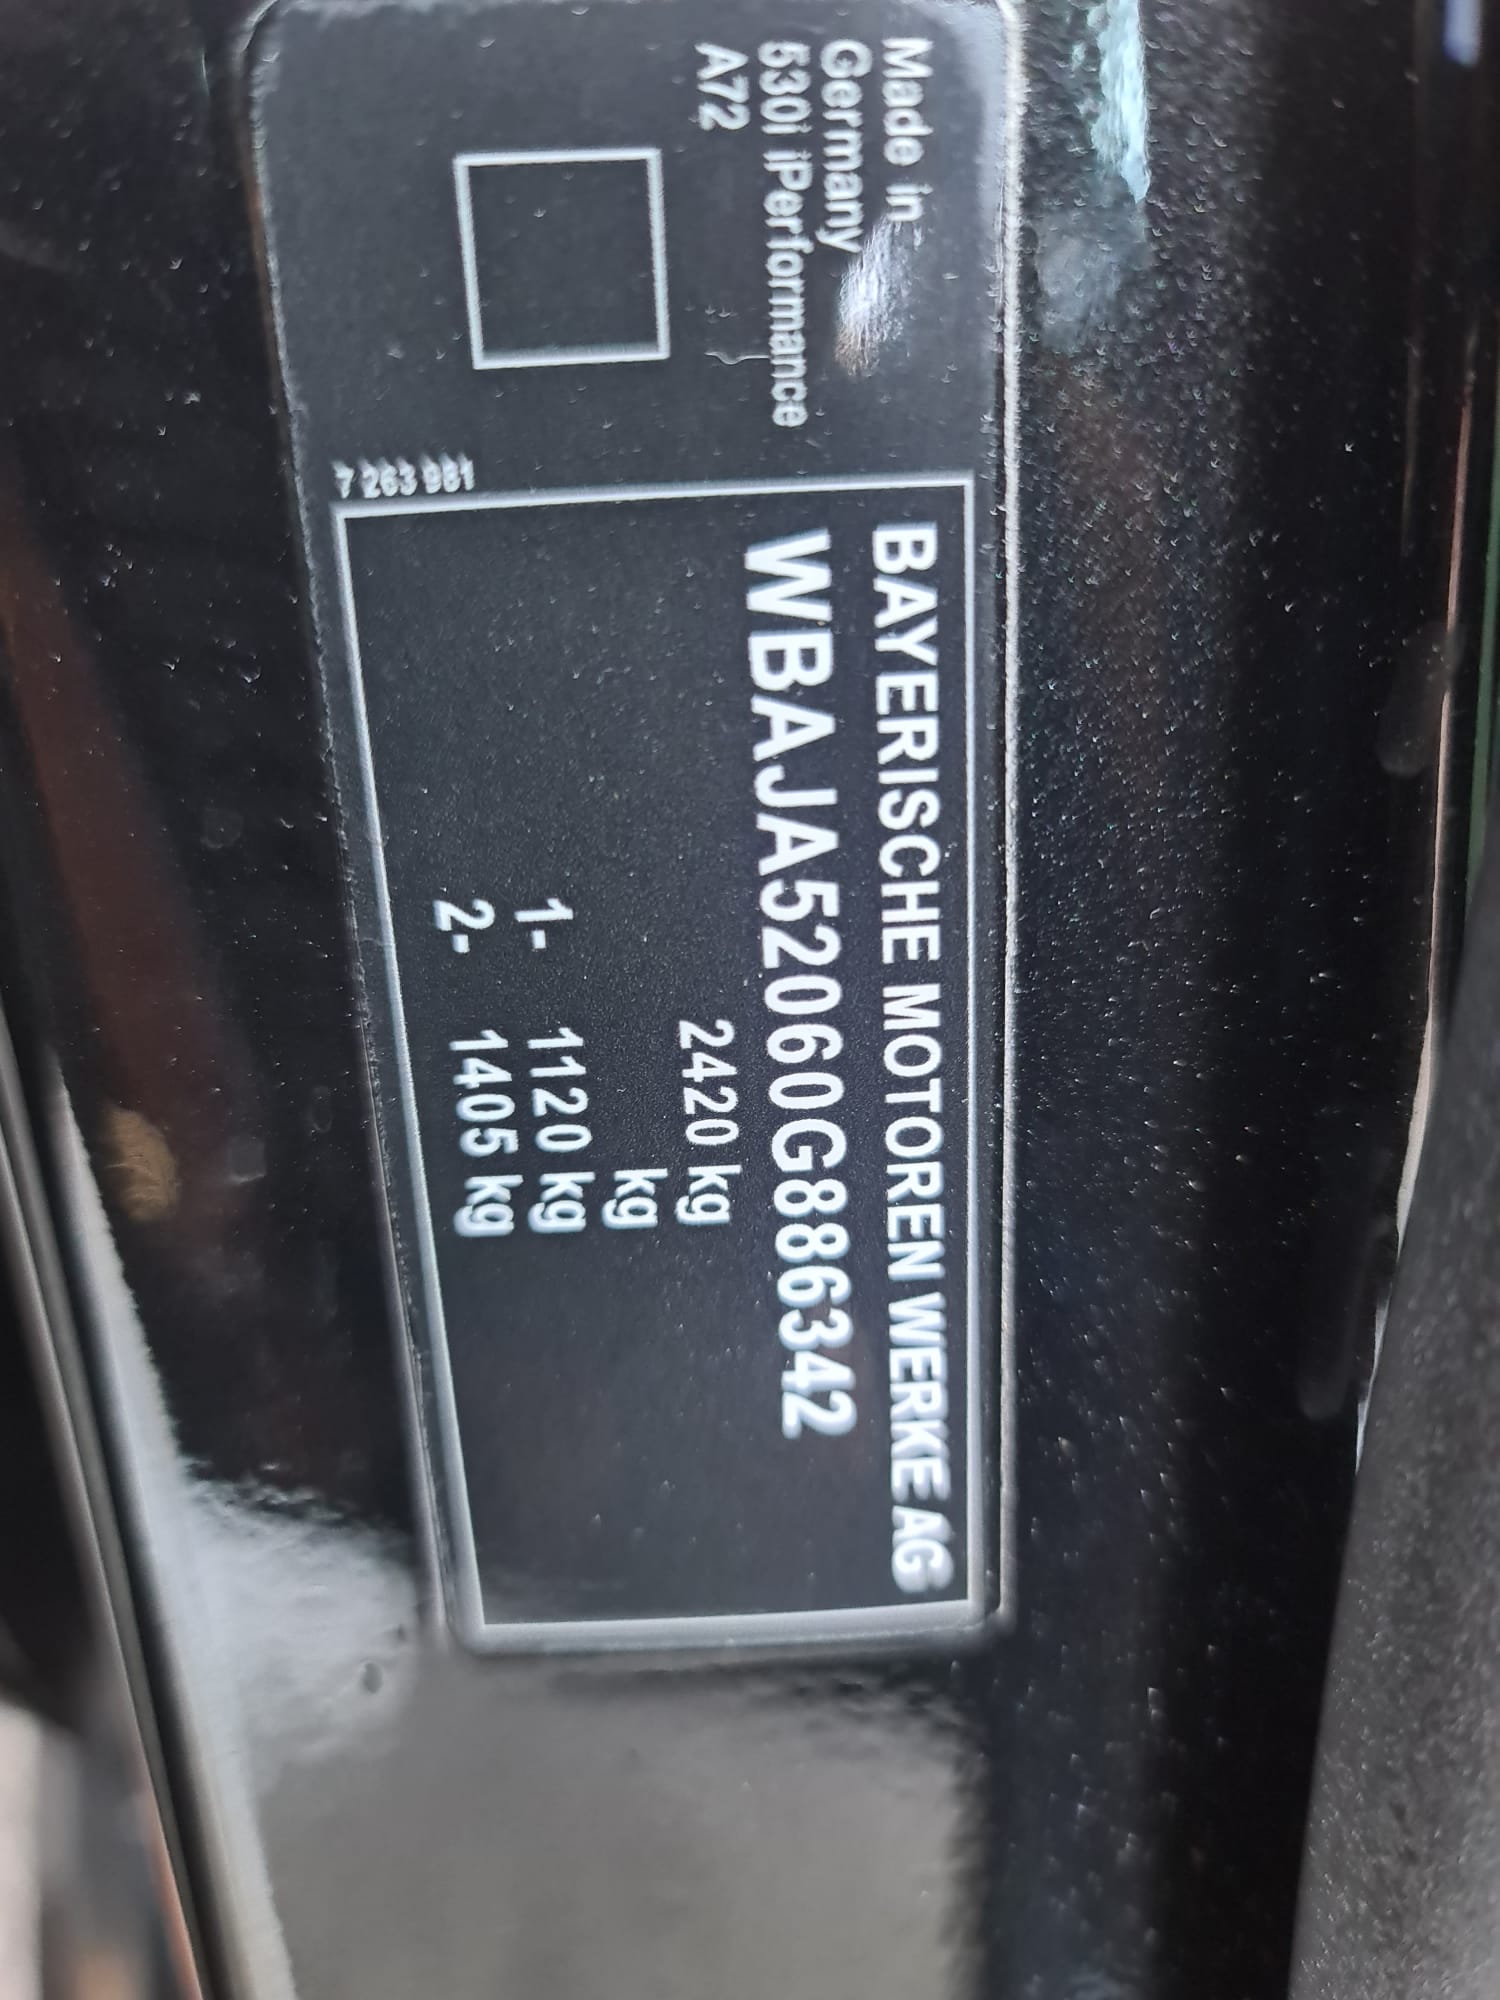 Made in
Germany
530i iPerformance
A72
7 263 981
BAYERISCHE MOTOREN WERKE AG
WBAJA52060G886342
2420 kg
kg
1- 1120 kg
2- 1405 kg